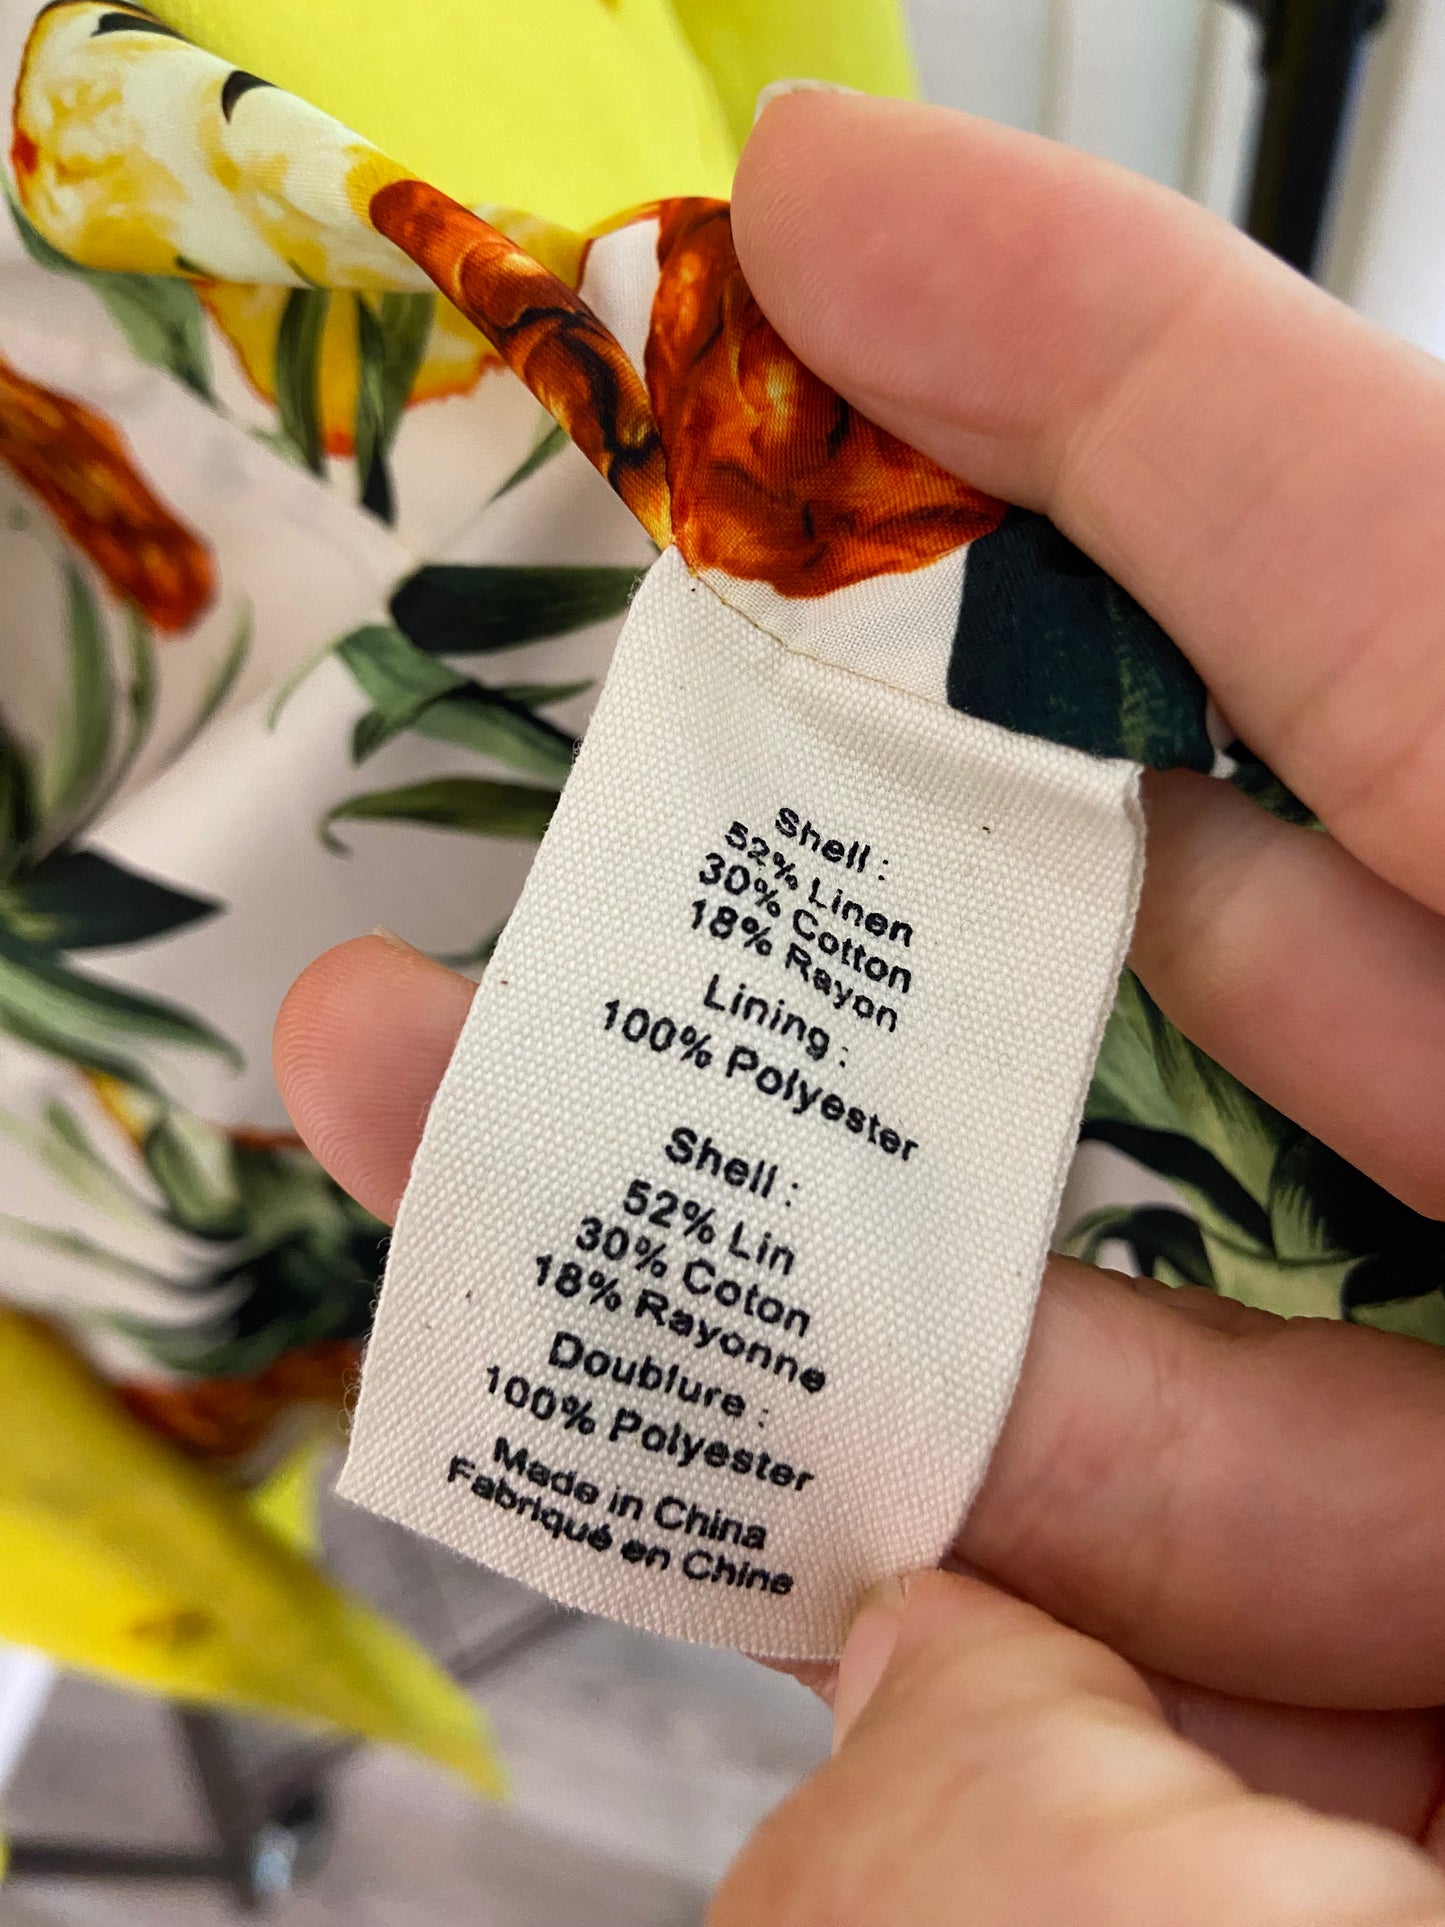 Shell :
52% Linen
30% Cotton
18% Rayon
Lining :
100% Polyester
Shell :
52% Lin
30% Coton
18% Rayonne
Doublure :
100% Polyester
Made in China
Fabriqué en Chine